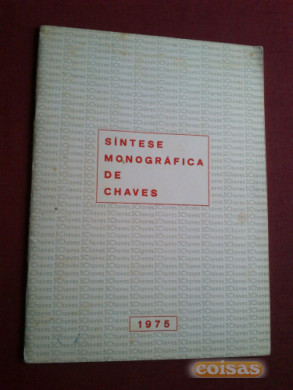 SÍNTESE
MONOGRÁFICA
DE
CHAVES
1975
coisas